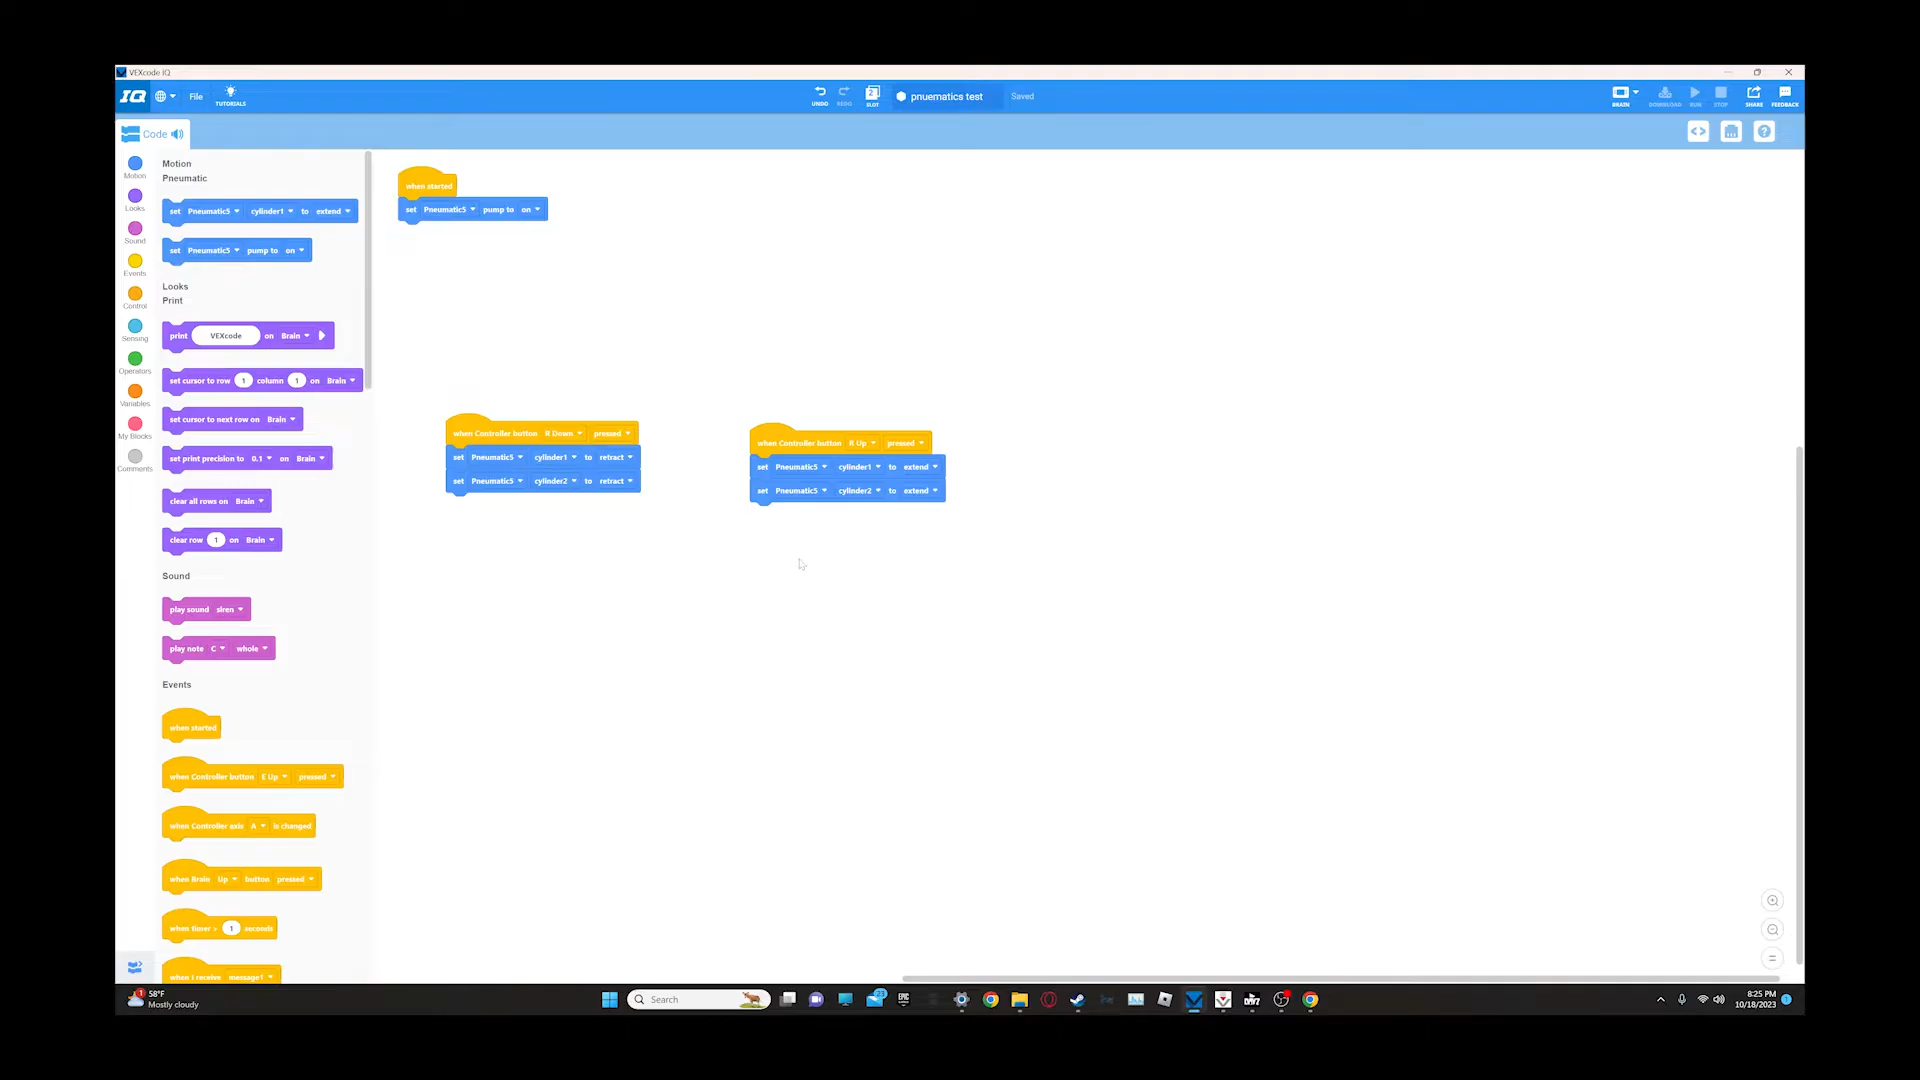 VEXcode IQ
IQ File TUTORIALS UNDO REDO 2 SLOT pnuematics test Saved BRAIN DOWNLOAD RUN STOP SHARE FEEDBACK
Code
Motion
Looks
Sound
Events
Control
Sensing
Operators
Variables
My Blocks
Comments
Motion
Pneumatic
set Pneumatic5 cylinder1 to extend
set Pneumatic5 pump to on
Looks
Print
print VEXcode on Brain
set cursor to row 1 column 1 on Brain
set cursor to next row on Brain
set print precision to 0.1 on Brain
clear all rows on Brain
clear row 1 on Brain
Sound
play sound siren
play note C whole
Events
when started
when Controller button E Up pressed
when Controller axis A is changed
when Brain Up button pressed
when timer > 1 seconds
when I receive message1
when started
set Pneumatic5 pump to on
when Controller button R Down pressed
set Pneumatic5 cylinder1 to retract
set Pneumatic5 cylinder2 to retract
when Controller button R Up pressed
set Pneumatic5 cylinder1 to extend
set Pneumatic5 cylinder2 to extend
1 58°F
Mostly cloudy
Search
EPIC
8:25 PM
10/18/2023
1